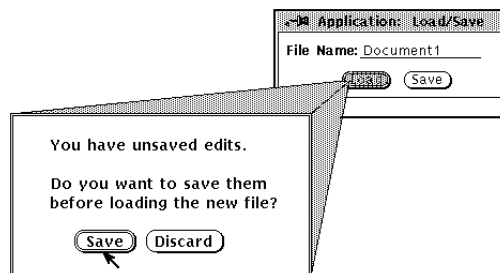 Application: Load/Save
File Name: Document1
Load Save
You have unsaved edits.
Do you want to save them
before loading the new file?
Save Discard